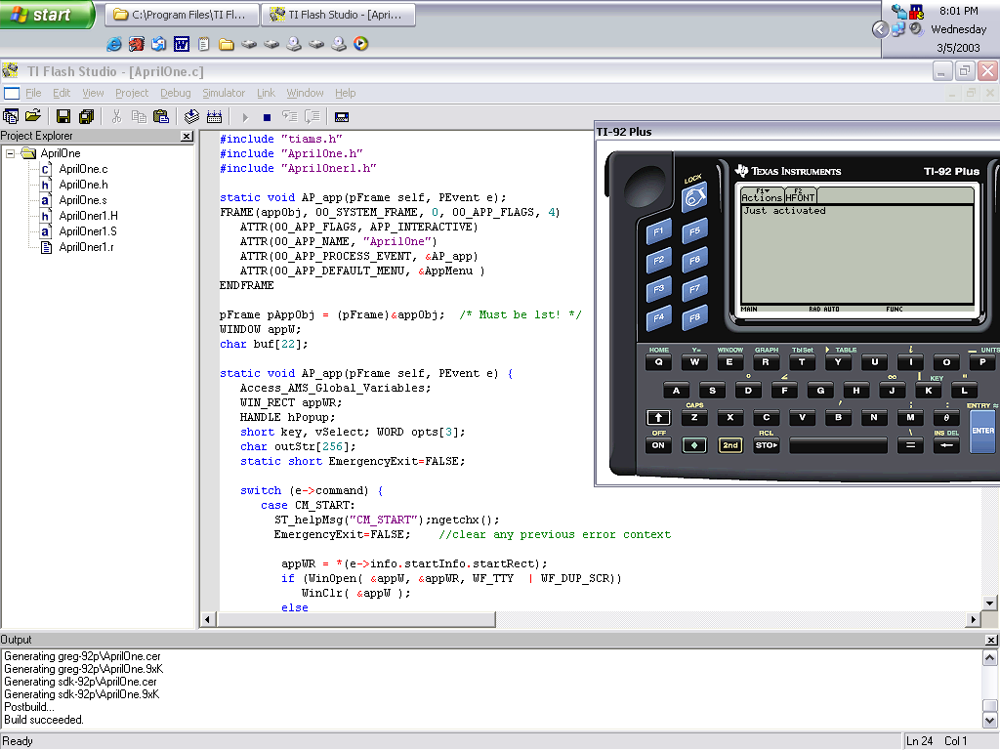 start
C:\Program Files\TI Fl...
TI Flash Studio - [Apri...
8:01 PM
Wednesday
3/5/2003
TI Flash Studio - [AprilOne.c]
File Edit View Project Debug Simulator Link Window Help
Project Explorer
AprilOne
AprilOne.c
AprilOne.h
AprilOne.s
AprilOner1.H
AprilOner1.S
AprilOner1.r
#include "tiams.h"
#include "AprilOne.h"
#include "AprilOner1.h"
static void AP_app(pFrame self, PEvent e);
FRAME(appObj, OO_SYSTEM_FRAME, 0, OO_APP_FLAGS, 4)
ATTR(OO_APP_FLAGS, APP_INTERACTIVE)
ATTR(OO_APP_NAME, "AprilOne")
ATTR(OO_APP_PROCESS_EVENT, &AP_app)
ATTR(OO_APP_DEFAULT_MENU, &AppMenu )
ENDFRAME
pFrame pAppObj = (pFrame)&appObj; /* Must be 1st! */
WINDOW appW;
char buf[22];
static void AP_app(pFrame self, PEvent e) {
Access_AMS_Global_Variables;
WIN_RECT appWR;
HANDLE hPopup;
short key, vSelect; WORD opts[3];
char outStr[256];
static short EmergencyExit=FALSE;
switch (e->command) {
case CM_START:
ST_helpMsg("CM_START");ngetchx();
EmergencyExit=FALSE; //clear any previous error context
appWR = *(e->info.startInfo.startRect);
if (WinOpen( &appW, &appWR, WF_TTY | WF_DUP_SCR))
WinClr( &appW );
else
TI-92 Plus
TEXAS INSTRUMENTS TI-92 Plus
LOCK
F1 F5
F2 F6
F3 F7
F4 F8
F1 F2
Actions HFONT
Just activated
MAIN RAD AUTO FUNC
HOME Y= WINDOW GRAPH TblSet TABLE i UNITS
Q W E R T Y U I O P
° ∠ ∞ KEY "
A S D F G H J K L
CAPS ' ; : ENTRY ≈
Z X C V B N M θ ENTER
OFF RCL \ INS DEL
ON 2nd STO▸ =
Output
Generating greg-92p\AprilOne.cer
Generating greg-92p\AprilOne.9xK
Generating sdk-92p\AprilOne.cer
Generating sdk-92p\AprilOne.9xK
Postbuild...
Build succeeded.
Ready
Ln 24 Col 1